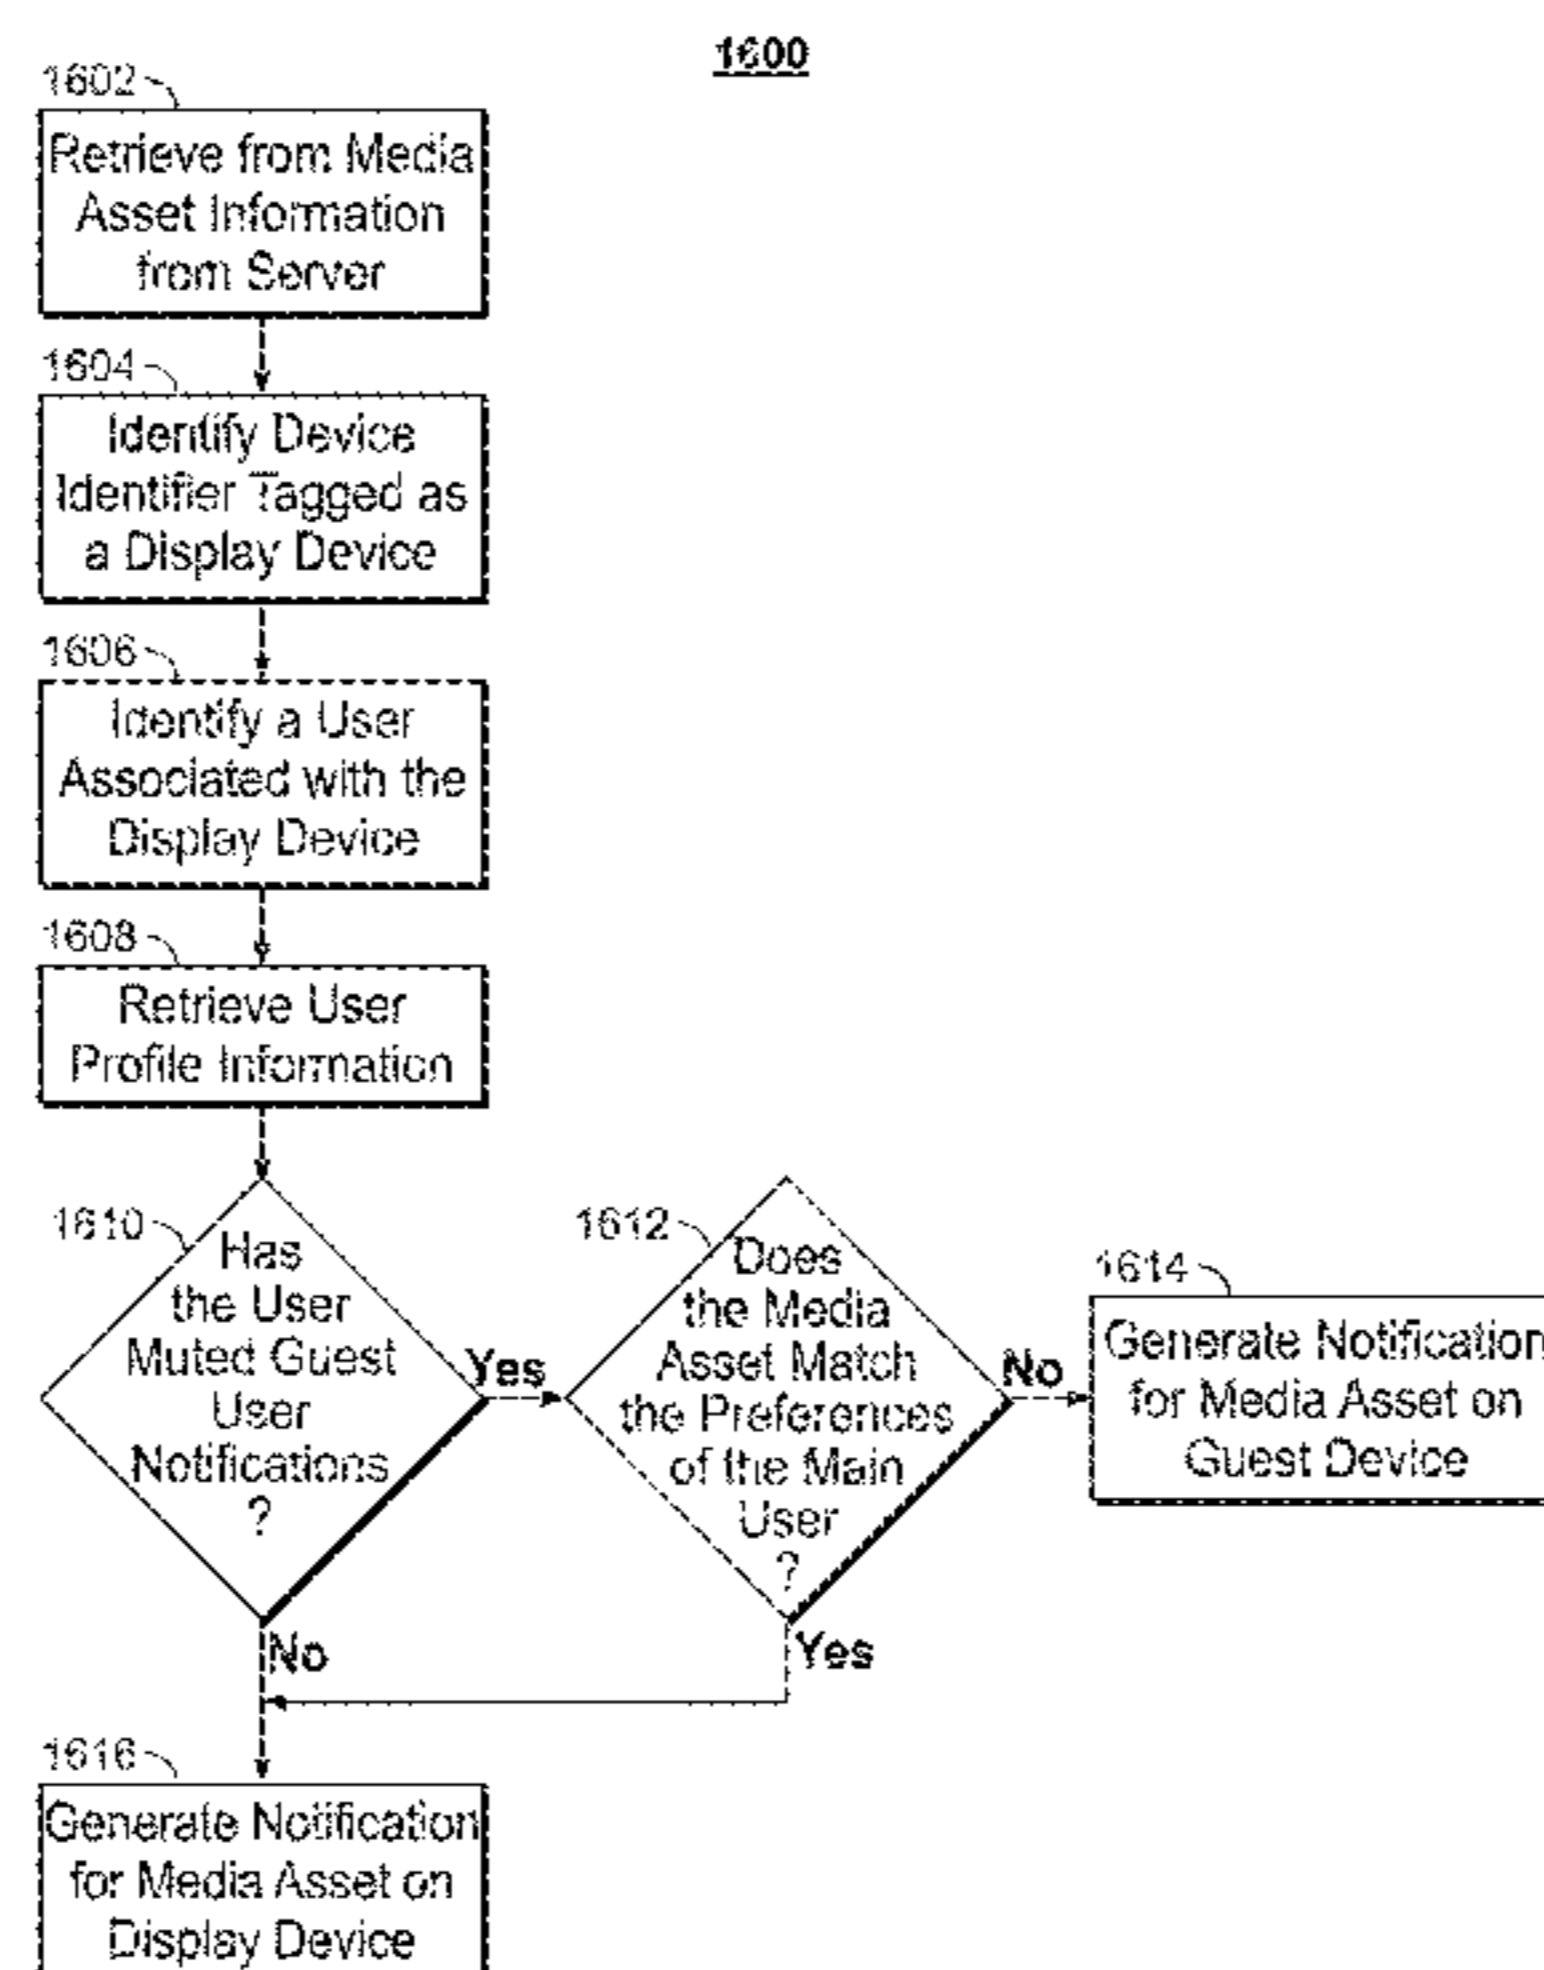 1600
1602
Retrieve from Media
Asset Information
from Server
1604
Identify Device
Identifier Tagged as
a Display Device
1606
Identify a User
Associated with the
Display Device
1608
Retrieve User
Profile Information
1610
Has
the User
Muted Guest
User
Notifications
?
Yes
No
1612
Does
the Media
Asset Match
the Preferences
of the Main
User
?
No
Yes
1614
Generate Notification
for Media Asset on
Guest Device
1616
Generate Notification
for Media Asset on
Display Device